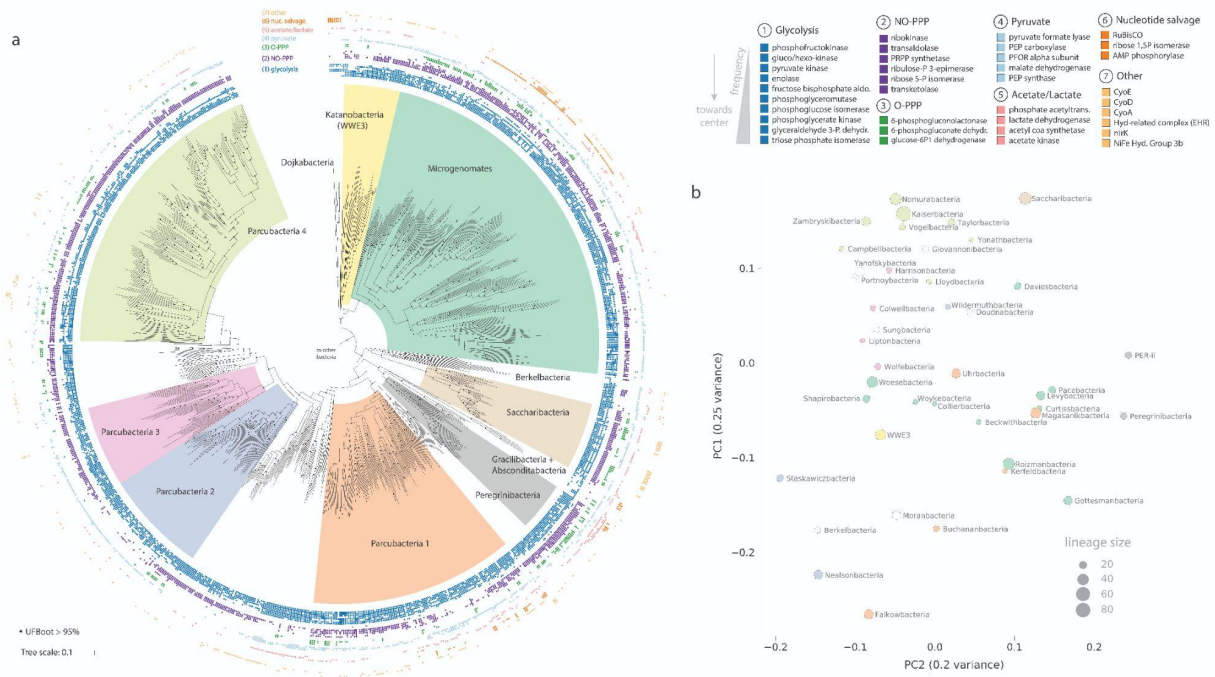 a
(7) other
(6) nuc. salvage
(5) acetate/lactate
(4) pyruvate
(3) O-PPP
(2) NO-PPP
(1) glycolysis
Katanobacteria
(WWE3)
Dojkabacteria
Microgenomates
Parcubacteria 4
to other
bacteria
Berkelbacteria
Saccharibacteria
Gracilibacteria +
Absconditabacteria
Peregrinibacteria
Parcubacteria 1
Parcubacteria 2
Parcubacteria 3
• UFBoot > 95%
Tree scale: 0.1
towards
center
frequency
1 Glycolysis
phosphofructokinase
gluco/hexo-kinase
pyruvate kinase
enolase
fructose bisphosphate aldo.
phosphoglyceromutase
phosphoglucose isomerase
phosphoglycerate kinase
glyceraldehyde 3-P. dehydr.
triose phosphate isomerase
2 NO-PPP
ribokinase
transaldolase
PRPP synthetase
ribulose-P 3-epimerase
ribose 5-P isomerase
transketolase
3 O-PPP
6-phosphogluconolactonase
6-phosphogluconate dehydr.
glucose-6P1 dehydrogenase
4 Pyruvate
pyruvate formate lyase
PEP carboxylase
PFOR alpha subunit
malate dehydrogenase
PEP synthase
5 Acetate/Lactate
phosphate acetyltrans.
lactate dehydrogenase
acetyl coa synthetase
acetate kinase
6 Nucleotide salvage
RuBisCO
ribose 1,5P isomerase
AMP phosphorylase
7 Other
CyoE
CyoD
CyoA
Hyd-related complex (EHR)
nirK
NiFe Hyd. Group 3b
b
Nomurabacteria
Saccharibacteria
Kaiserbacteria
Zambryskibacteria
Taylorbacteria
Vogelbacteria
Yonathbacteria
Campbellbacteria
Giovannonibacteria
Yanofskybacteria
Harrisonbacteria
Portnoybacteria
Lloydbacteria
Daviesbacteria
Colwellbacteria
Wildermuthbacteria
Doudnabacteria
Sungbacteria
Liptonbacteria
PER-ii
Wolfebacteria
Uhrbacteria
Woesebacteria
Pacebacteria
Levybacteria
Shapirobacteria
Woykebacteria
Collierbacteria
Curtissbacteria
Magasanikbacteria
Peregrinibacteria
Beckwithbacteria
WWE3
Roizmanbacteria
Kerfeldbacteria
Staskawiczbacteria
Gottesmanbacteria
Moranbacteria
Berkelbacteria
Buchananbacteria
Nealsonbacteria
Falkowbacteria
lineage size
20
40
60
80
0.1
0.0
−0.1
−0.2
PC1 (0.25 variance)
−0.2
−0.1
0.0
0.1
0.2
PC2 (0.2 variance)